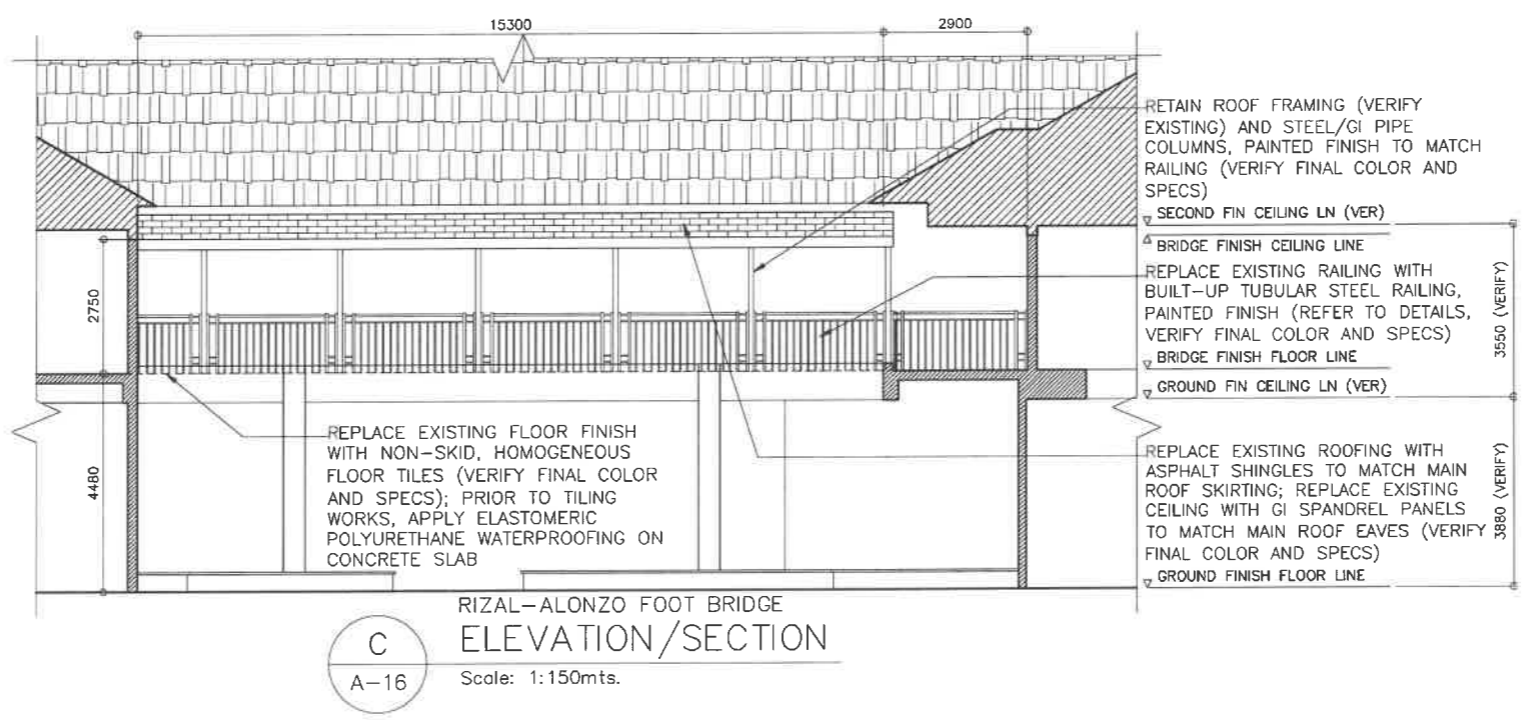 15300
2900
RETAIN ROOF FRAMING (VERIFY
EXISTING) AND STEEL/GI PIPE
COLUMNS, PAINTED FINISH TO MATCH
RAILING (VERIFY FINAL COLOR AND
SPECS)
SECOND FIN CEILING LN (VER)
BRIDGE FINISH CEILING LINE
REPLACE EXISTING RAILING WITH
BUILT-UP TUBULAR STEEL RAILING,
PAINTED FINISH (REFER TO DETAILS,
VERIFY FINAL COLOR AND SPECS)
BRIDGE FINISH FLOOR LINE
GROUND FIN CEILING LN (VER)
3550 (VERIFY)
2750
4480
REPLACE EXISTING FLOOR FINISH
WITH NON-SKID, HOMOGENEOUS
FLOOR TILES (VERIFY FINAL COLOR
AND SPECS); PRIOR TO TILING
WORKS, APPLY ELASTOMERIC
POLYURETHANE WATERPROOFING ON
CONCRETE SLAB
REPLACE EXISTING ROOFING WITH
ASPHALT SHINGLES TO MATCH MAIN
ROOF SKIRTING; REPLACE EXISTING
CEILING WITH GI SPANDREL PANELS
TO MATCH MAIN ROOF EAVES (VERIFY
FINAL COLOR AND SPECS)
GROUND FINISH FLOOR LINE
3880 (VERIFY)
RIZAL-ALONZO FOOT BRIDGE
C
ELEVATION/SECTION
A-16
Scale: 1:150mts.